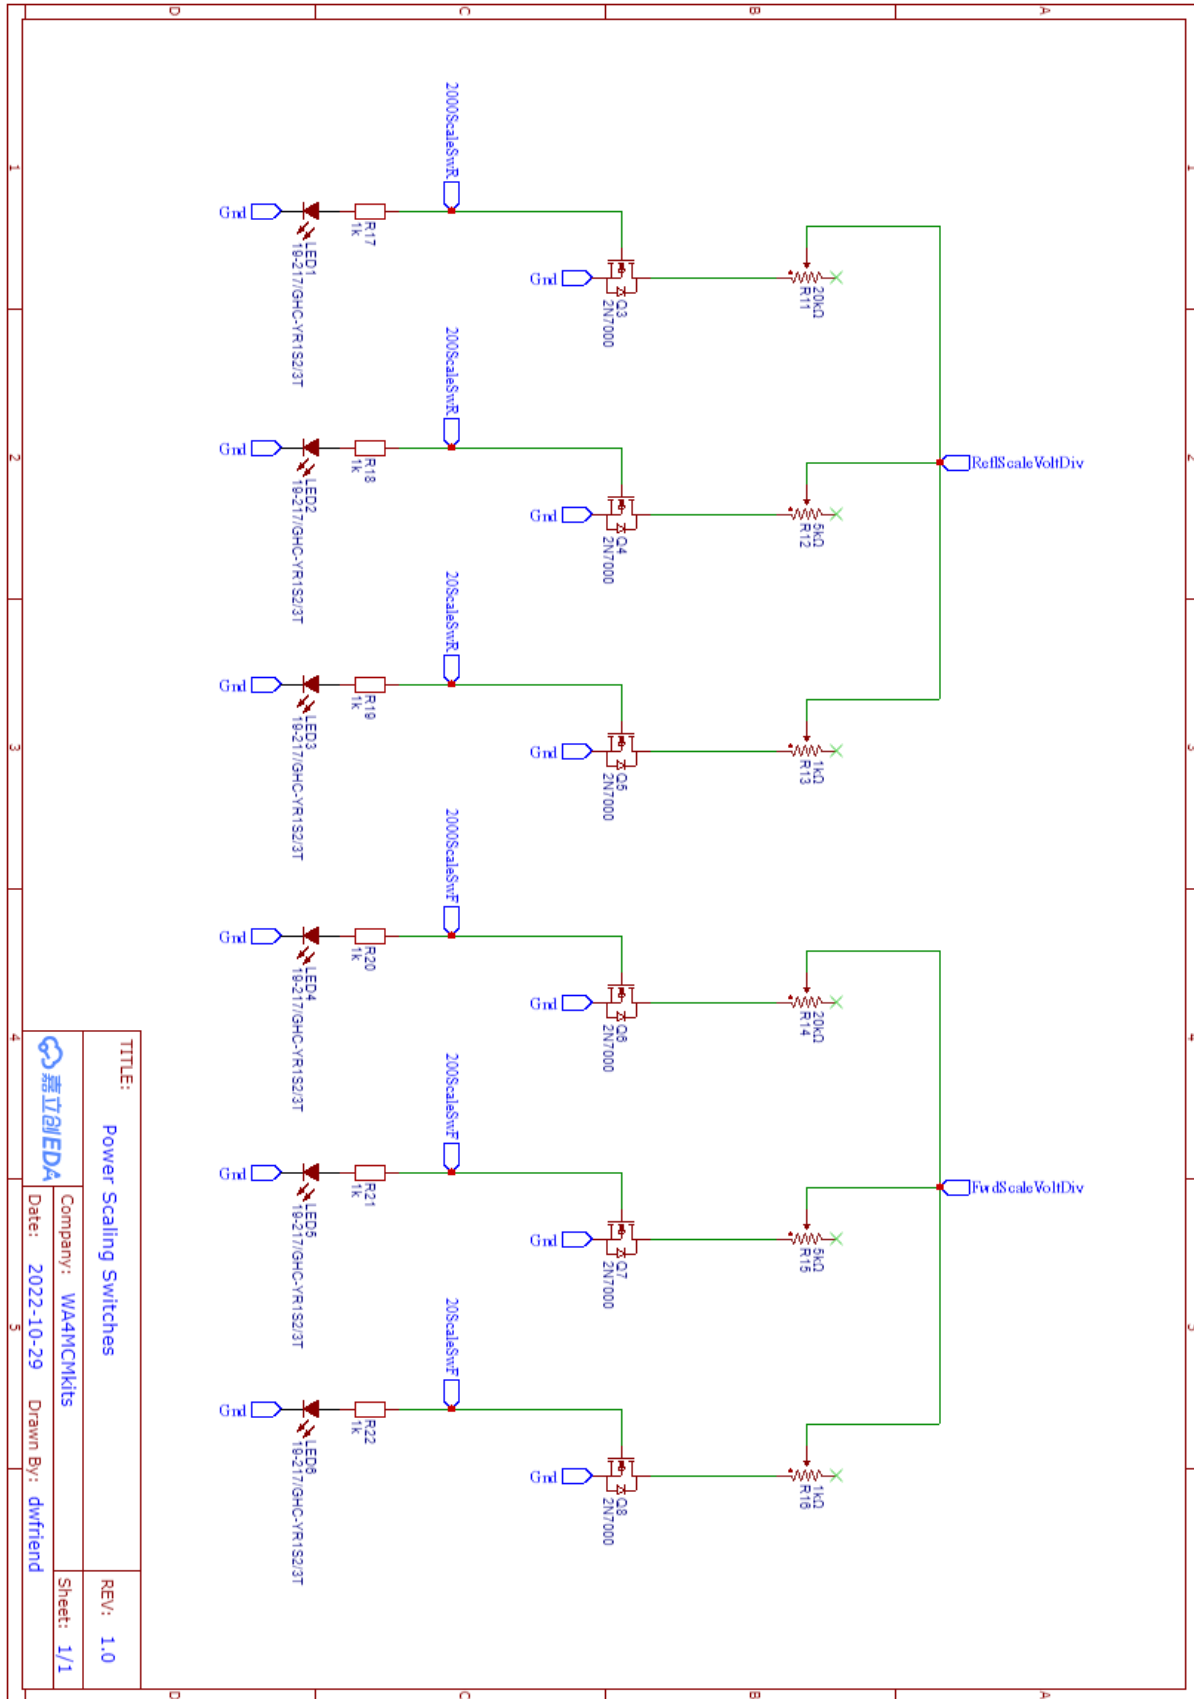 2000ScaleSwR
200ScaleSwR
20ScaleSwR
2000ScaleSwF
200ScaleSwF
20ScaleSwF
ReflScaleVoltDiv
FwdScaleVoltDiv
20kΩ
R11
5kΩ
R12
1kΩ
R13
20kΩ
R14
5kΩ
R15
1kΩ
R16
Gnd
Q3
2N7000
Gnd
Q4
2N7000
Gnd
Q5
2N7000
Gnd
Q6
2N7000
Gnd
Q7
2N7000
Gnd
Q8
2N7000
R17
1k
R18
1k
R19
1k
R20
1k
R21
1k
R22
1k
Gnd
LED1
19-217/GHC-YR1S2/3T
Gnd
LED2
19-217/GHC-YR1S2/3T
Gnd
LED3
19-217/GHC-YR1S2/3T
Gnd
LED4
19-217/GHC-YR1S2/3T
Gnd
LED5
19-217/GHC-YR1S2/3T
Gnd
LED6
19-217/GHC-YR1S2/3T
TITLE:
Power Scaling Switches
REV: 1.0
嘉立创EDA
Company: WA4MCMkits
Sheet: 1/1
Date: 2022-10-29 Drawn By: dwfriend
1
2
3
4
5
1
2
3
4
5
A
B
C
D
A
B
C
D